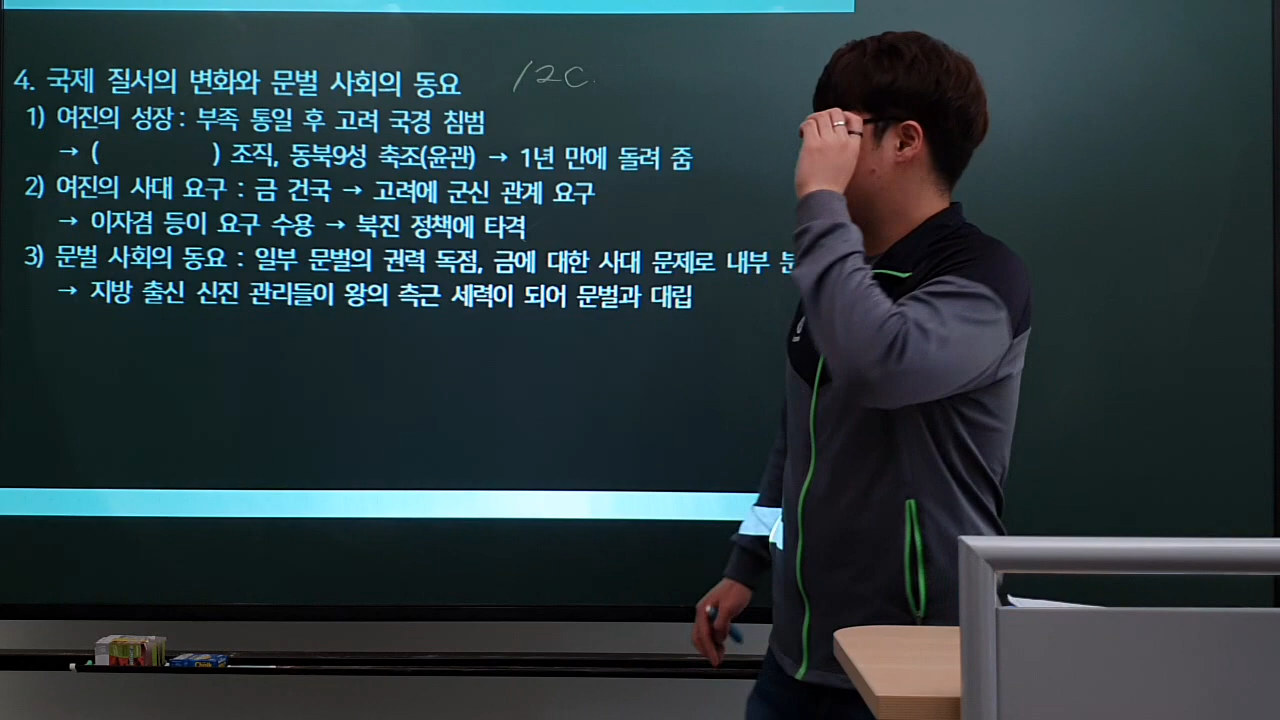 4. 국제 질서의 변화와 문벌 사회의 동요 12C.
1) 여진의 성장 : 부족 통일 후 고려 국경 침범
→ ( ) 조직, 동북9성 축조(윤관) → 1년 만에 돌려 줌
2) 여진의 사대 요구 : 금 건국 → 고려에 군신 관계 요구
→ 이자겸 등이 요구 수용 → 북진 정책에 타격
3) 문벌 사회의 동요 : 일부 문벌의 권력 독점, 금에 대한 사대 문제로 내부
→ 지방 출신 신진 관리들이 왕의 측근 세력이 되어 문벌과 대립